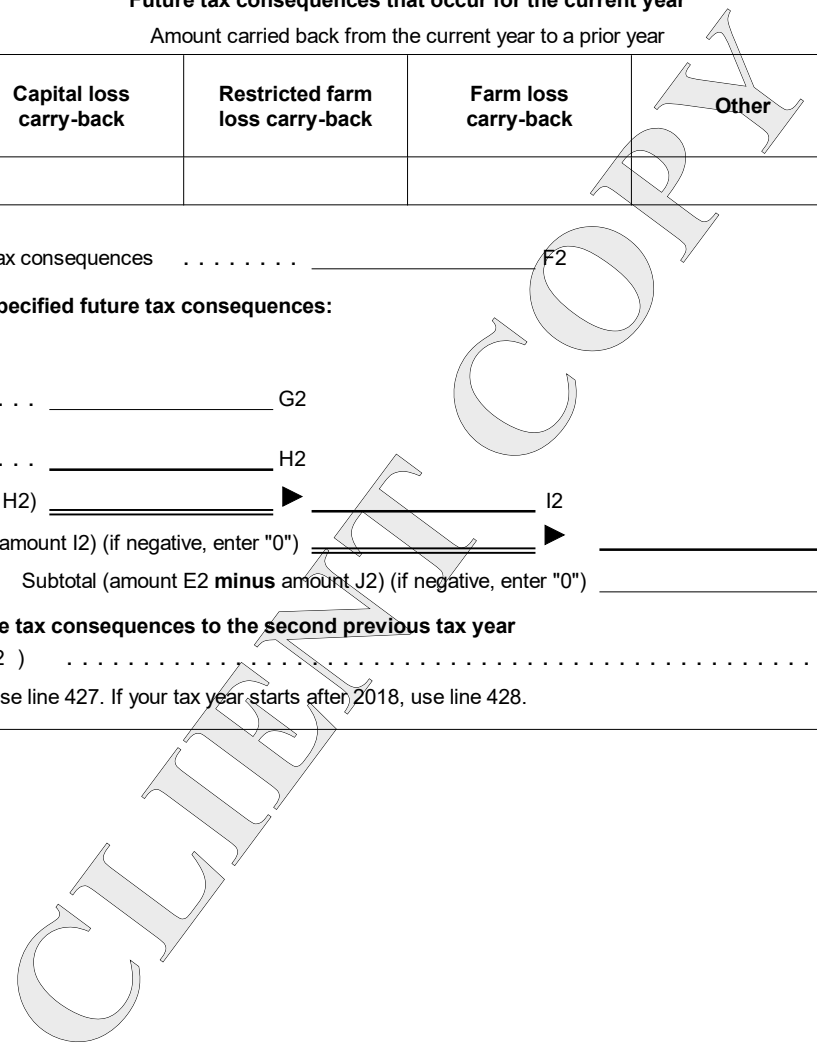 Future tax consequences that occur for the current year
Amount carried back from the current year to a prior year
Capital loss carry-back
Restricted farm loss carry-back
Farm loss carry-back
Other
ax consequences . . . . . . . . F2
pecified future tax consequences:
. . . G2
. . . H2
H2) ► I2
amount I2) (if negative, enter "0") ►
Subtotal (amount E2 minus amount J2) (if negative, enter "0")
e tax consequences to the second previous tax year
2 ) . . . . . . . . . . . . . . . . . . . . . . . . . . . . . . . . . . . . . . . . . . . . . . . . .
se line 427. If your tax year starts after 2018, use line 428.
CLIENT COPY